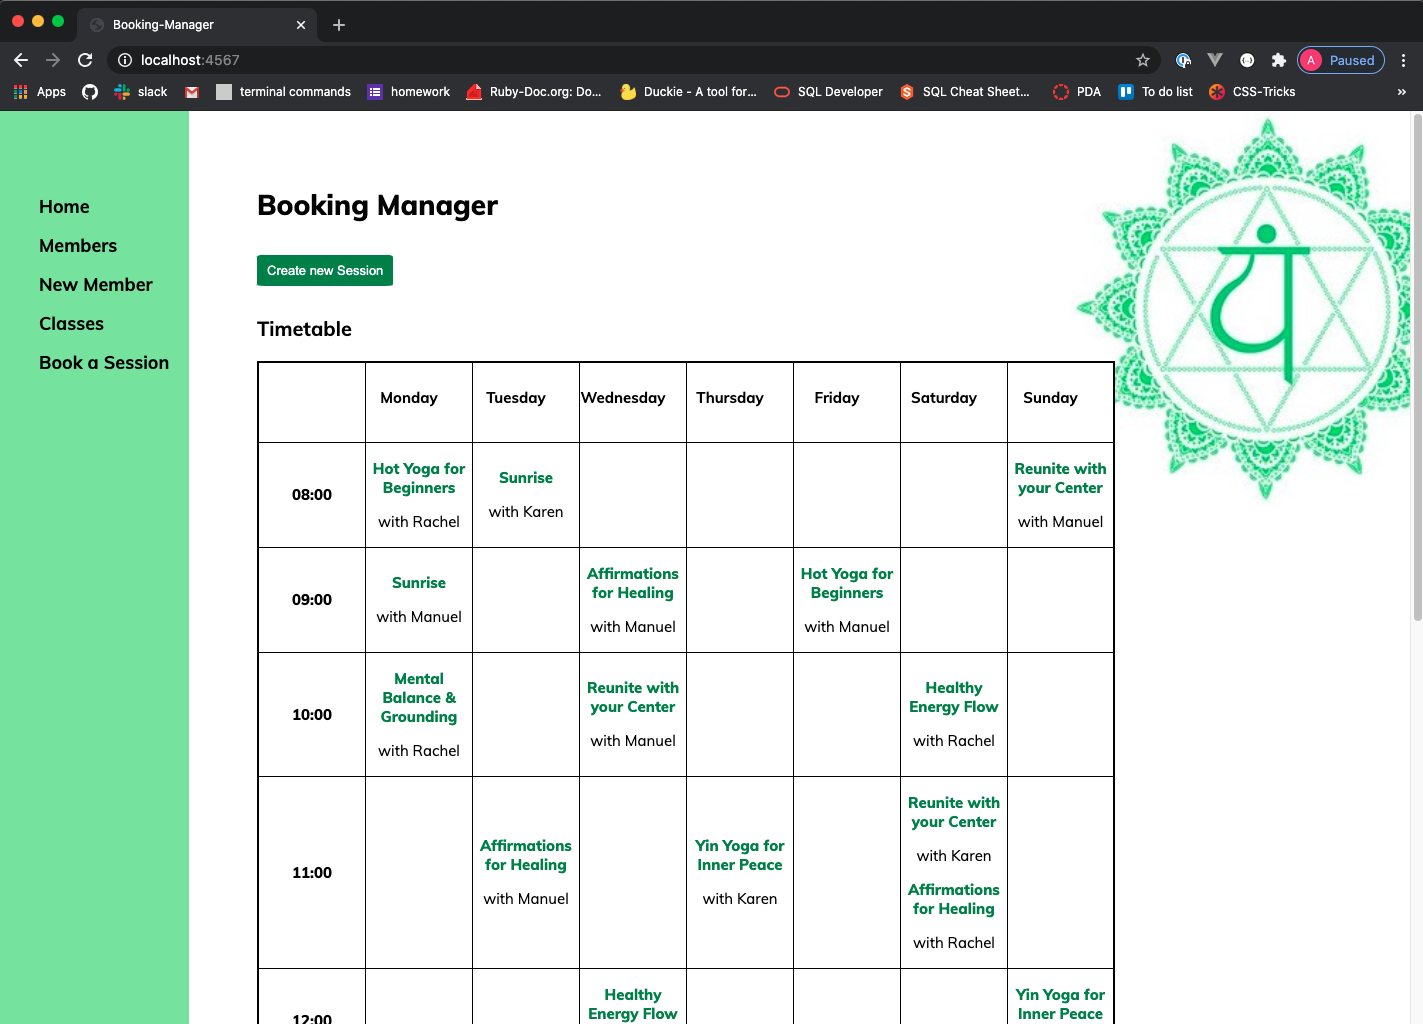 Booking-Manager
localhost:4567
A Paused
Apps slack terminal commands homework Ruby-Doc.org: Do... Duckie - A tool for... SQL Developer SQL Cheat Sheet... PDA To do list CSS-Tricks »
Home
Members
New Member
Classes
Book a Session
Booking Manager
Create new Session
Timetable
Monday Tuesday Wednesday Thursday Friday Saturday Sunday
08:00
Hot Yoga for
Beginners
with Rachel
Sunrise
with Karen
Reunite with
your Center
with Manuel
09:00
Sunrise
with Manuel
Affirmations
for Healing
with Manuel
Hot Yoga for
Beginners
with Manuel
10:00
Mental
Balance &
Grounding
with Rachel
Reunite with
your Center
with Manuel
Healthy
Energy Flow
with Rachel
11:00
Affirmations
for Healing
with Manuel
Yin Yoga for
Inner Peace
with Karen
Reunite with
your Center
with Karen
Affirmations
for Healing
with Rachel
12:00
Healthy
Energy Flow
Yin Yoga for
Inner Peace
यं